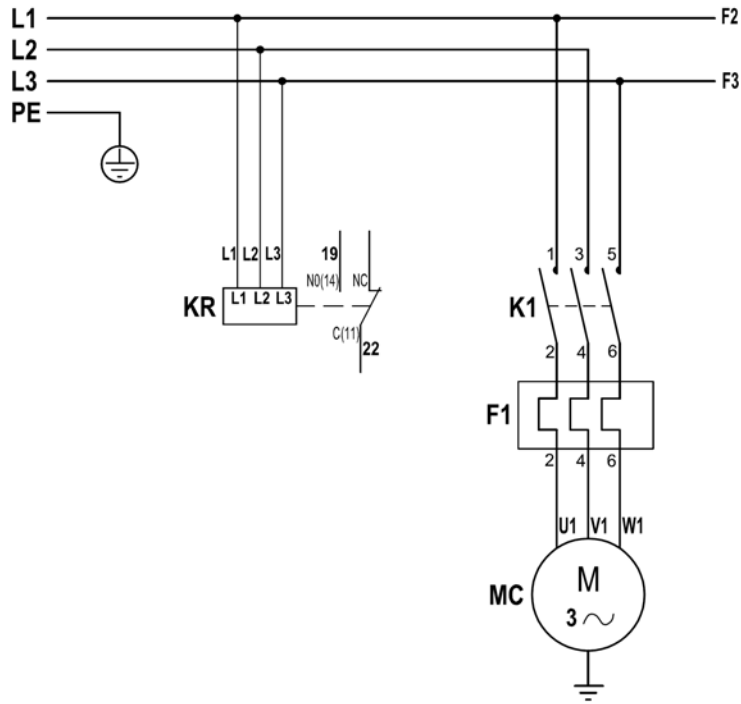 L1 F2
L2
L3 F3
PE
L1 L2 L3 19 1 3 5
N0(14) NC
KR L1 L2 L3 K1
C(11)
22 2 4 6
F1
2 4 6
U1 V1 W1
MC M
3